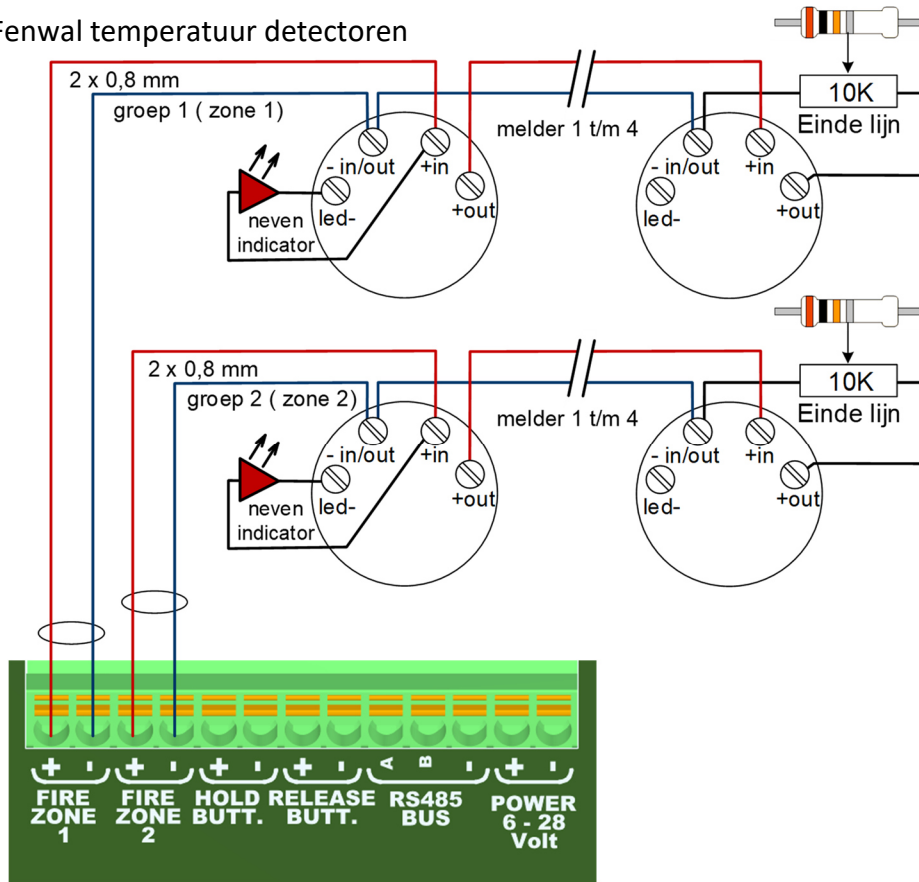 Fenwal temperatuur detectoren
2 x 0,8 mm
groep 1 ( zone 1)
melder 1 t/m 4
10K
Einde lijn
- in/out
+in
led-
+out
neven
indicator
- in/out
+in
led-
+out
2 x 0,8 mm
groep 2 ( zone 2)
melder 1 t/m 4
10K
Einde lijn
- in/out
+in
led-
+out
neven
indicator
- in/out
+in
led-
+out
+ - + - + - + - A B - + -
FIRE ZONE 1
FIRE ZONE 2
HOLD BUTT.
RELEASE BUTT.
RS485 BUS
POWER 6 - 28 Volt